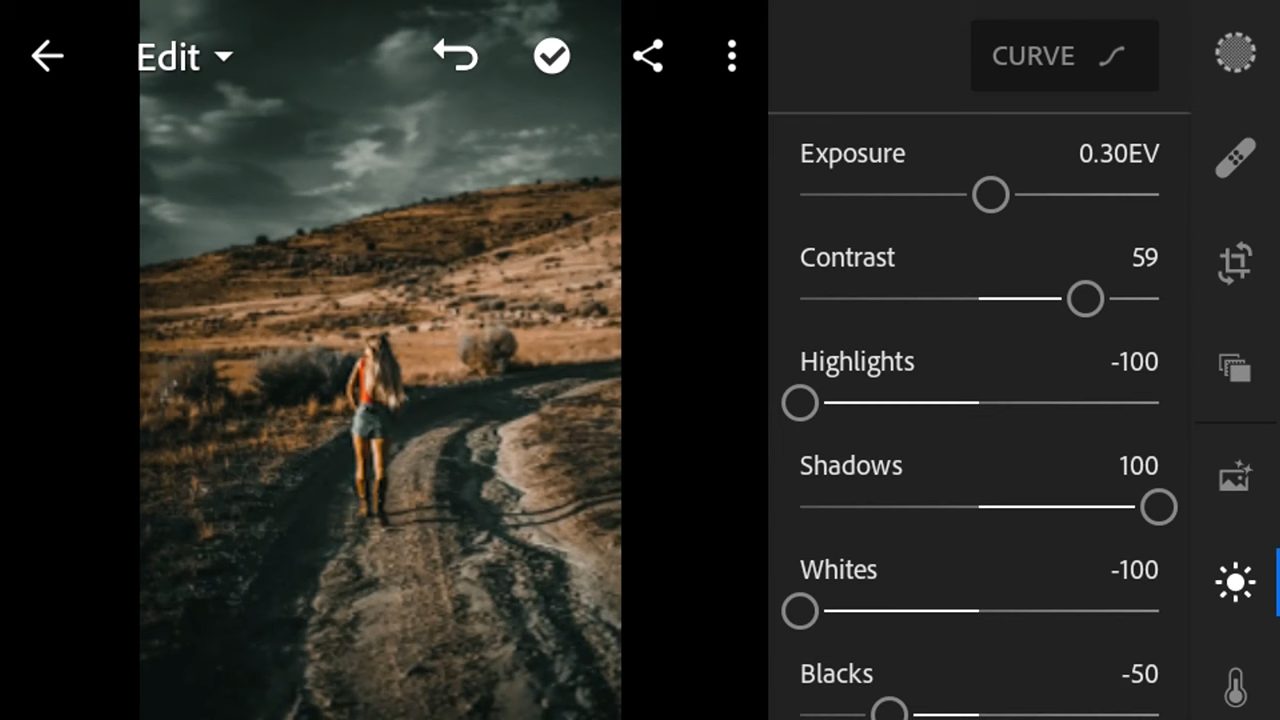 Edit
CURVE
Exposure 0.30EV
Contrast 59
Highlights -100
Shadows 100
Whites -100
Blacks -50